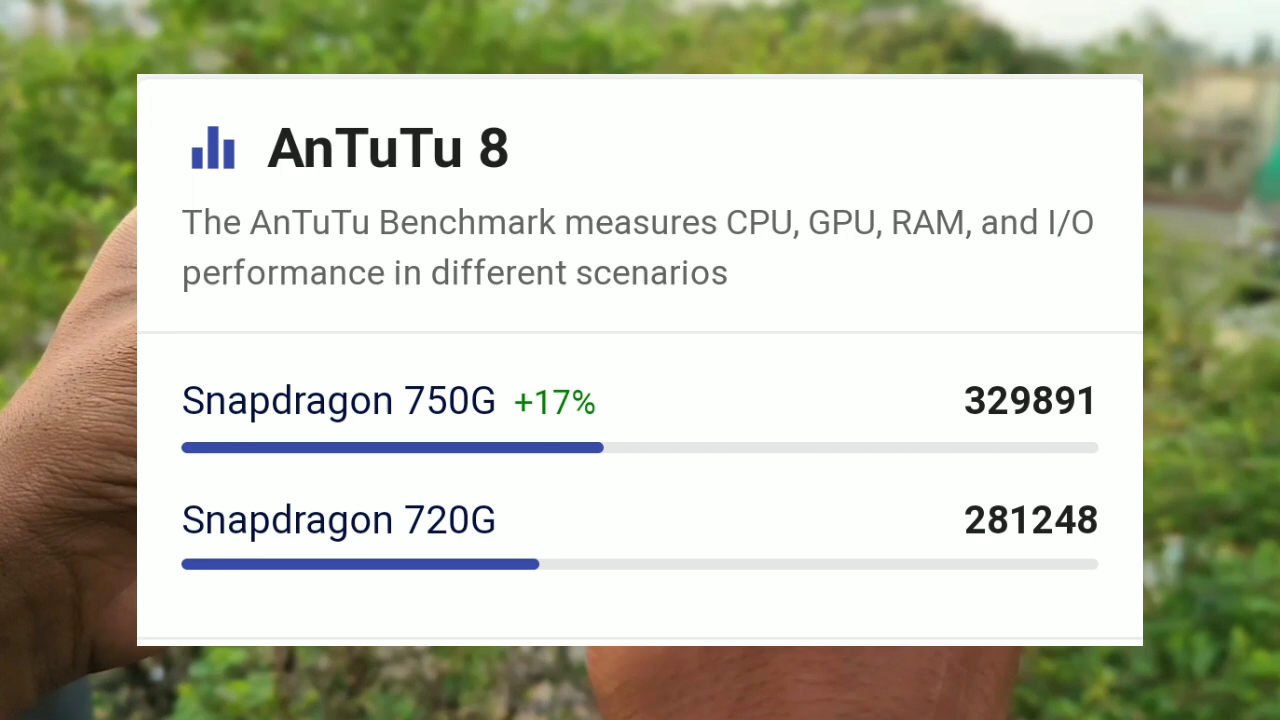 AnTuTu 8
The AnTuTu Benchmark measures CPU, GPU, RAM, and I/O
performance in different scenarios
Snapdragon 750G +17% 329891
Snapdragon 720G 281248